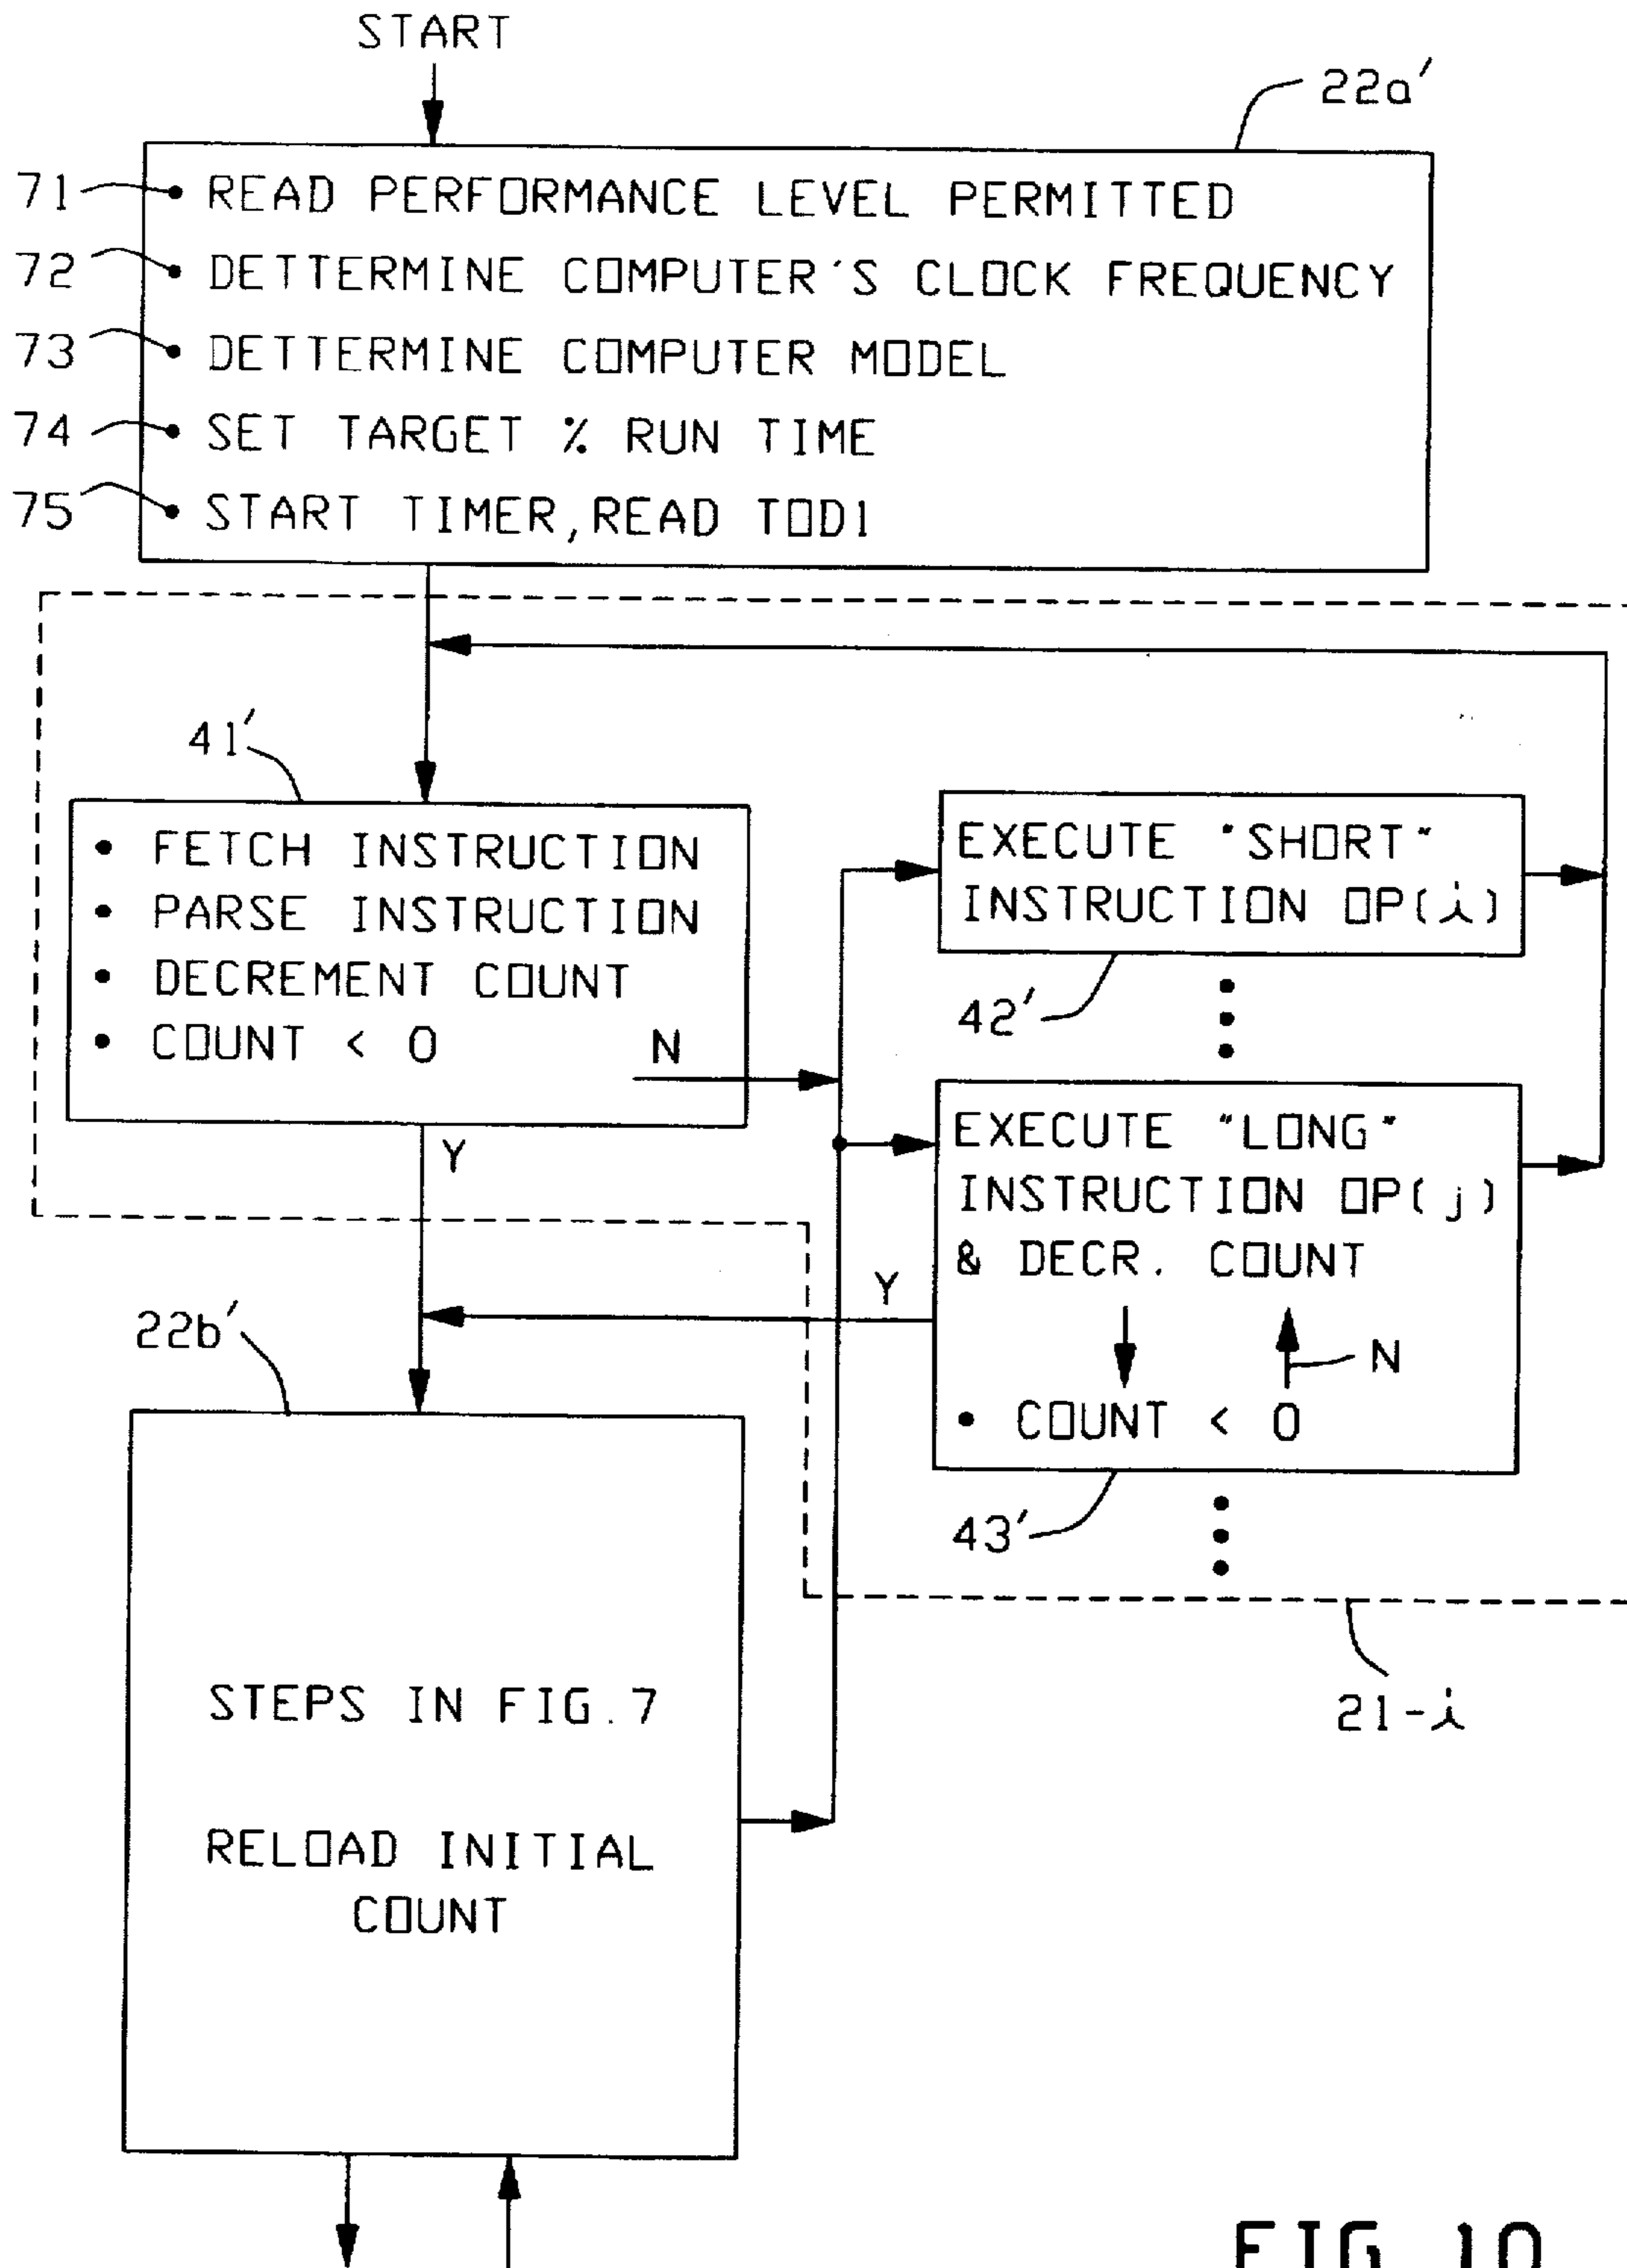 START
22a'
71 • READ PERFORMANCE LEVEL PERMITTED
72 • DETTERMINE COMPUTER'S CLOCK FREQUENCY
73 • DETTERMINE COMPUTER MODEL
74 • SET TARGET % RUN TIME
75 • START TIMER,READ TOD1
41'
• FETCH INSTRUCTION
• PARSE INSTRUCTION
• DECREMENT COUNT
• COUNT < 0 N
Y
EXECUTE "SHORT"
INSTRUCTION OP(i)
42'
EXECUTE "LONG"
INSTRUCTION OP(j)
& DECR. COUNT
N
• COUNT < 0
Y
43'
21-i
22b'
STEPS IN FIG.7
RELOAD INITIAL
COUNT
FIG.10